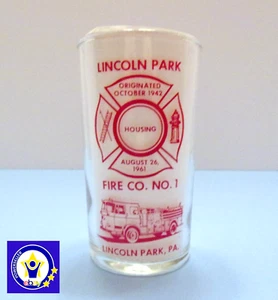 LINCOLN PARK
ORIGINATED
OCTOBER 1942
HOUSING
AUGUST 26,
1961
FIRE CO. NO. 1
LINCOLN PARK, PA.